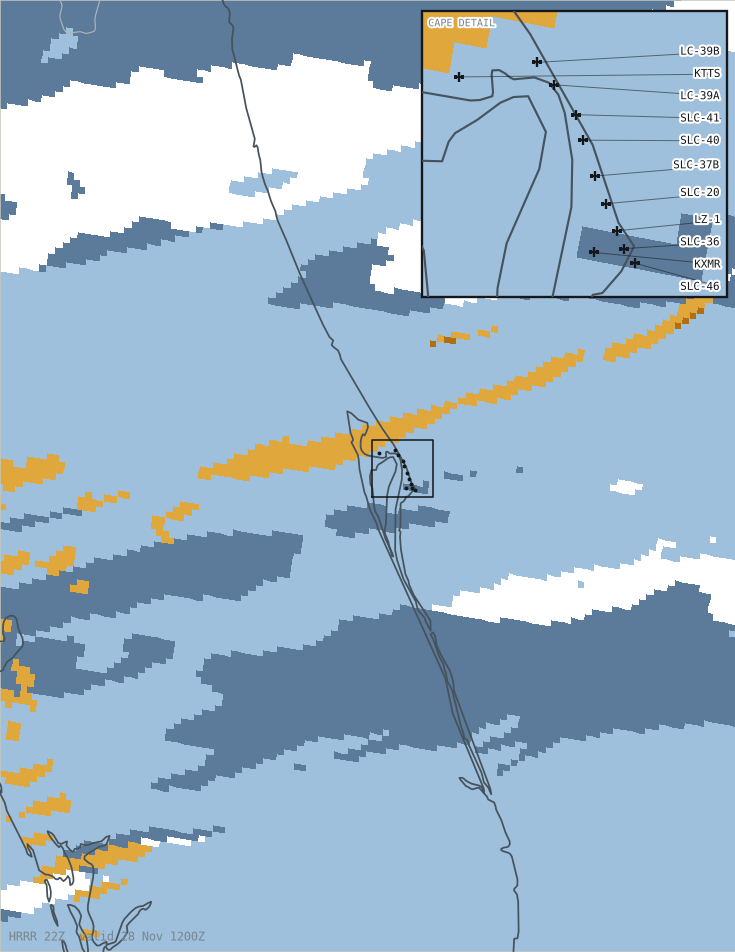 CAPE DETAIL
LC-39B
KTTS
LC-39A
SLC-41
SLC-40
SLC-37B
SLC-20
LZ-1
SLC-36
KXMR
SLC-46
HRRR 22Z valid 28 Nov 1200Z